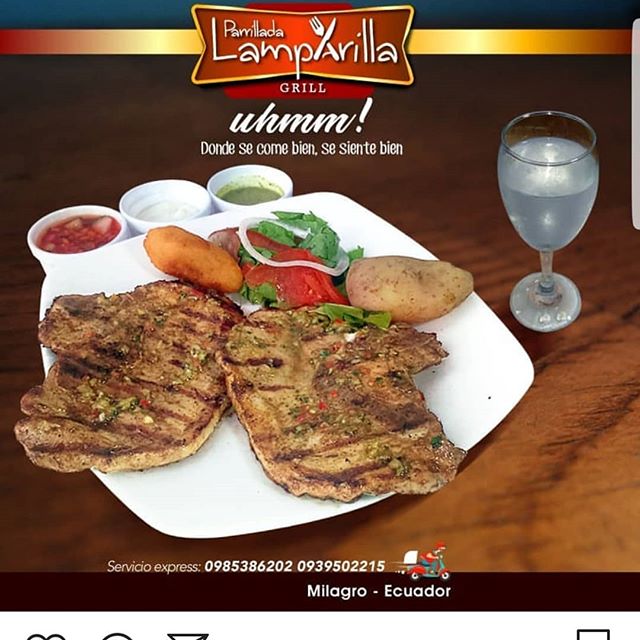 Parrillada
LampArilla
GRILL
uhmm!
Donde se come bien, se siente bien
Servicio express: 0985386202 0939502215
Milagro - Ecuador